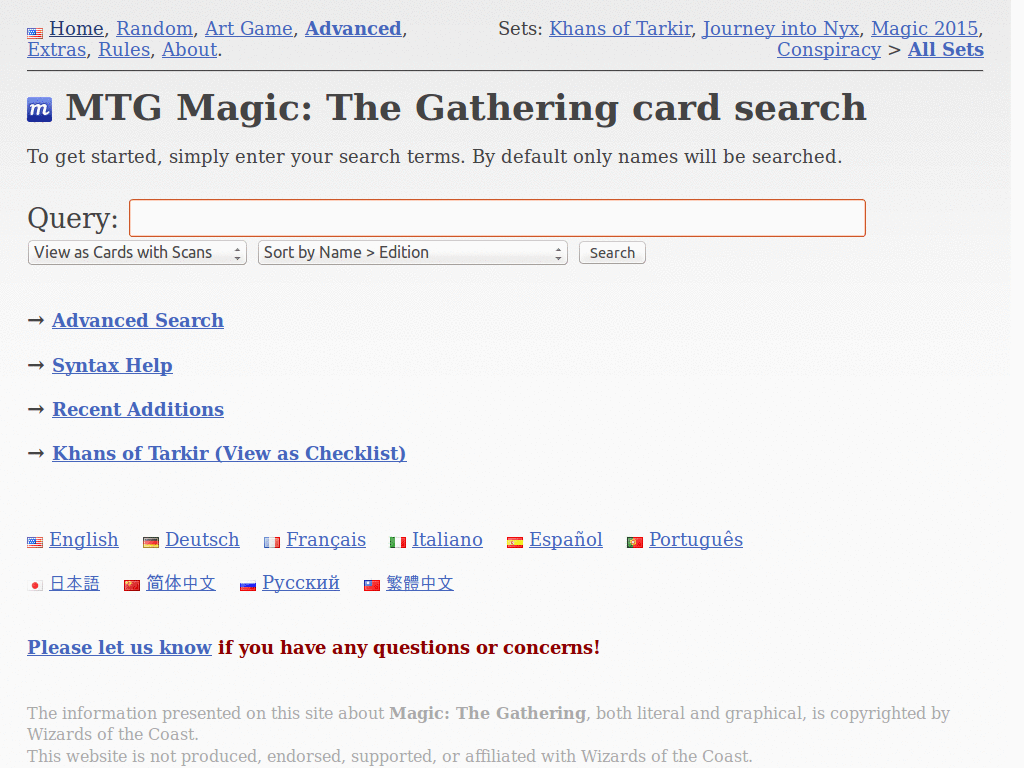 Home, Random, Art Game, Advanced,
Extras, Rules, About.
Sets: Khans of Tarkir, Journey into Nyx, Magic 2015,
Conspiracy > All Sets
m MTG Magic: The Gathering card search
To get started, simply enter your search terms. By default only names will be searched.
Query:
View as Cards with Scans Sort by Name > Edition Search
→ Advanced Search
→ Syntax Help
→ Recent Additions
→ Khans of Tarkir (View as Checklist)
English Deutsch Français Italiano Español Português
日本語 简体中文 Русский 繁體中文
Please let us know if you have any questions or concerns!
The information presented on this site about Magic: The Gathering, both literal and graphical, is copyrighted by
Wizards of the Coast.
This website is not produced, endorsed, supported, or affiliated with Wizards of the Coast.